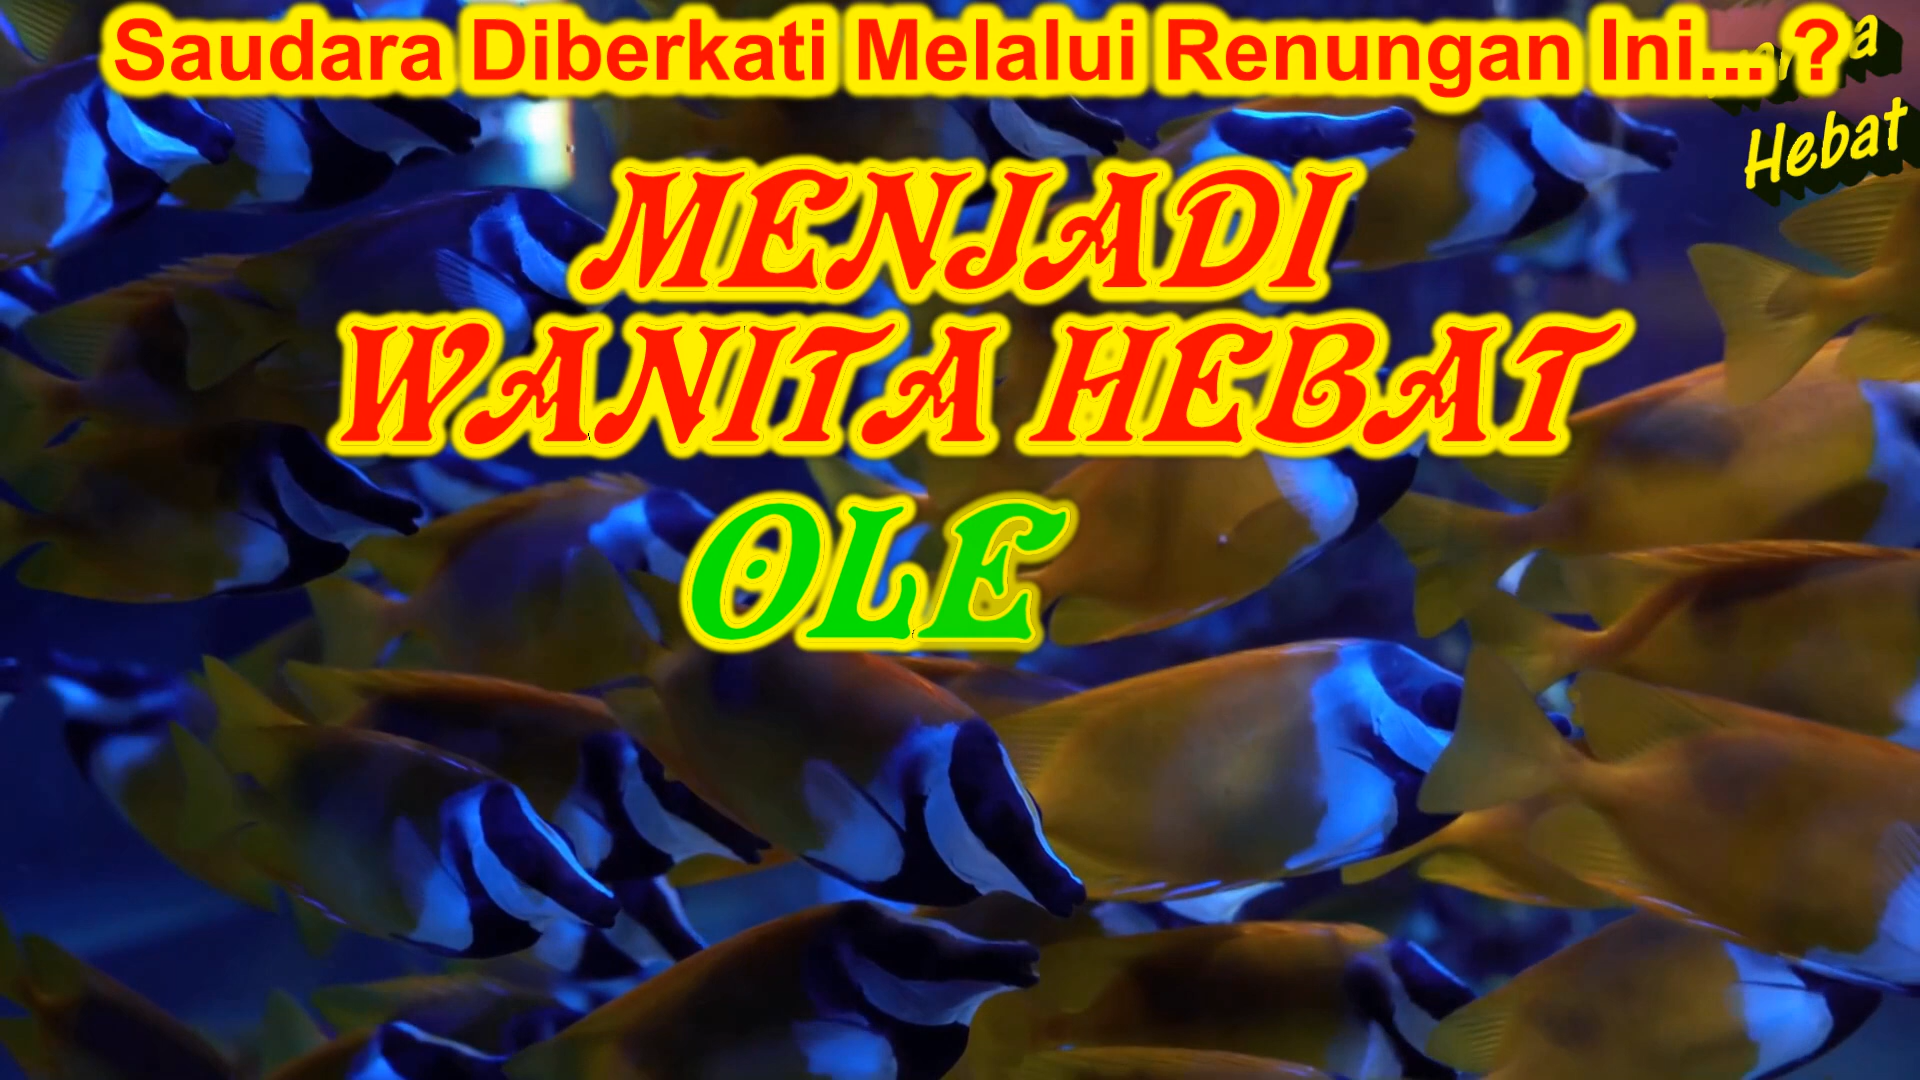 Saudara Diberkati Melalui Renungan Ini... ?
Hebat
MENJADI
WANITA HEBAT
OLE